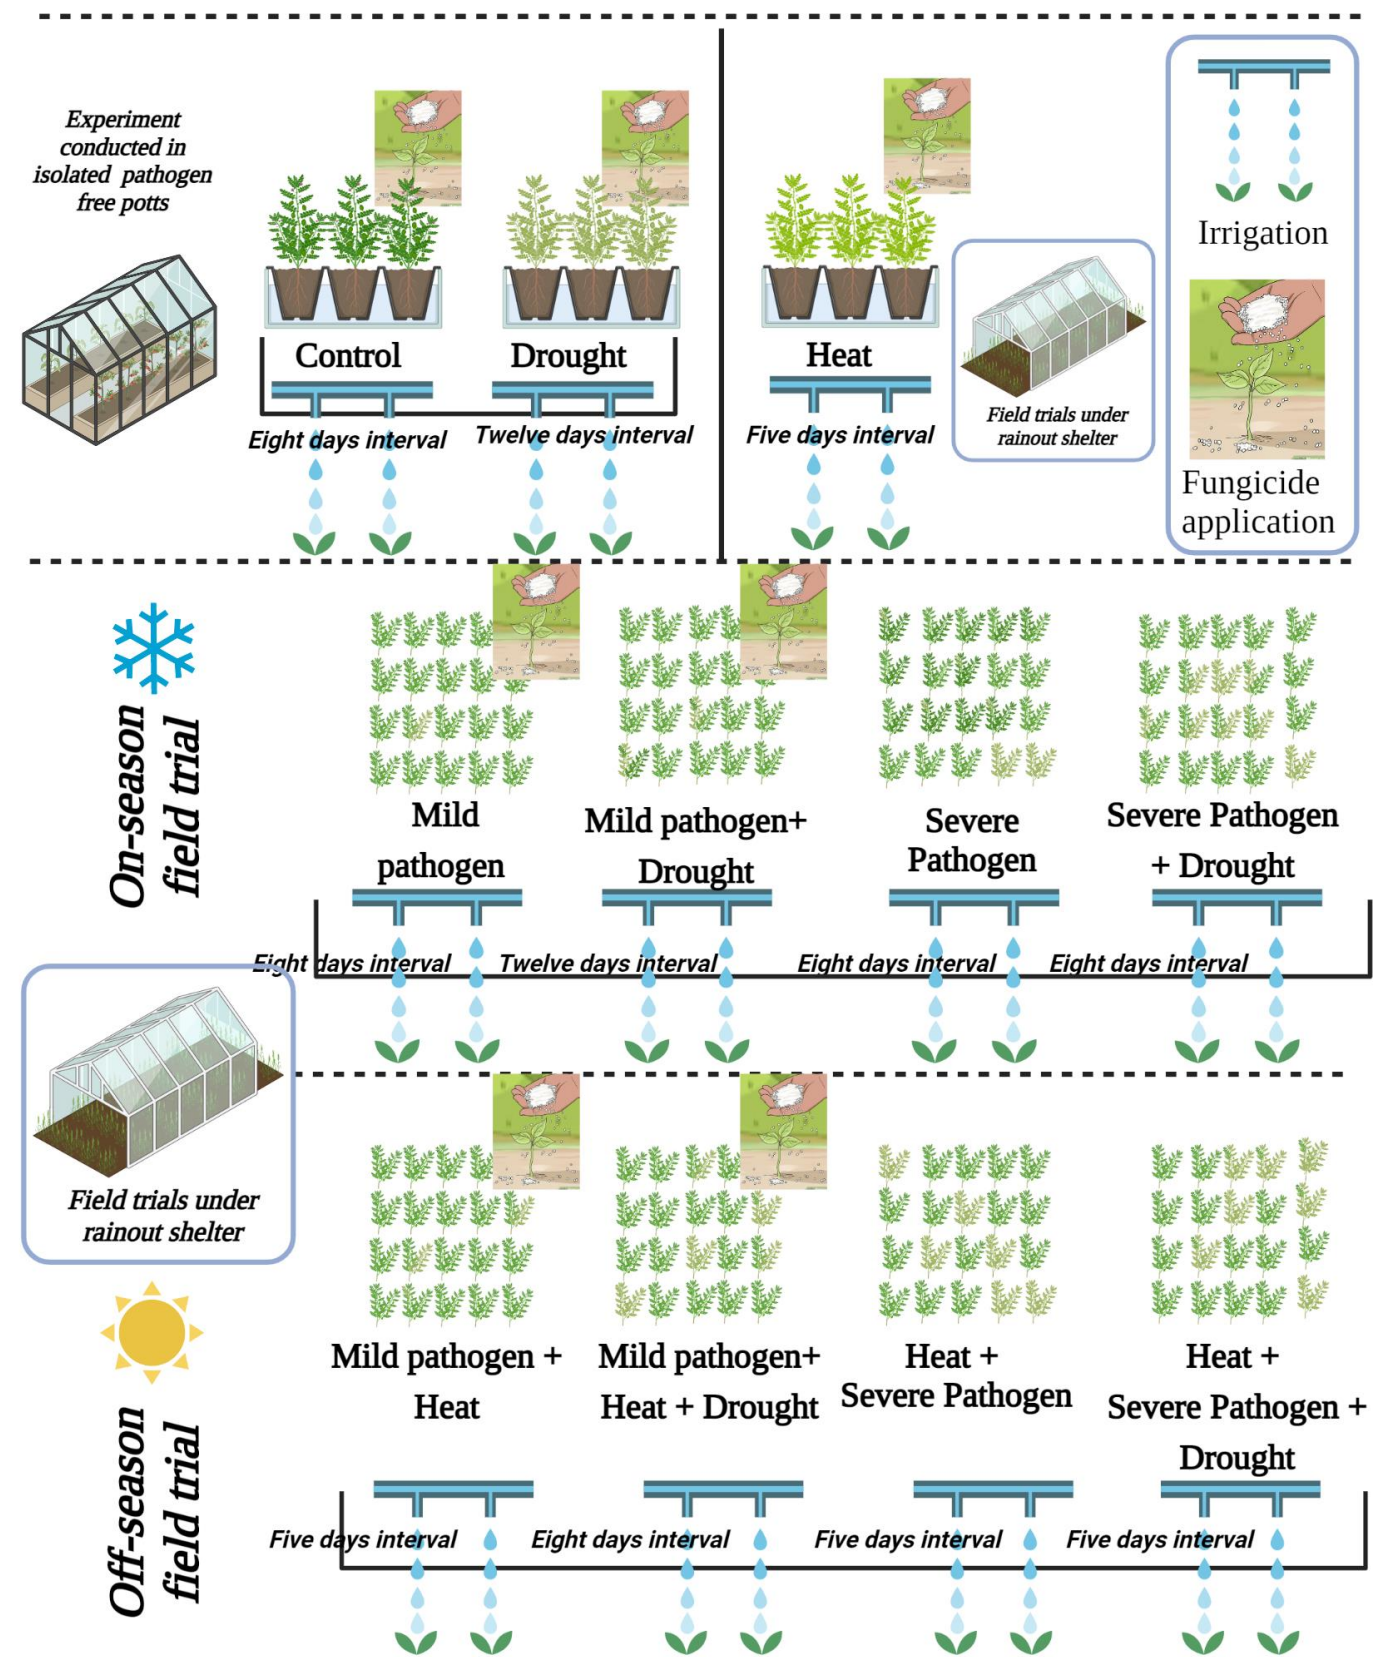 Experiment
conducted in
isolated pathogen
free potts
Control
Drought
Eight days interval
Twelve days interval
Heat
Five days interval
Field trials under
rainout shelter
Irrigation
Fungicide
application
On-season
field trial
Mild
pathogen
Mild pathogen+
Drought
Severe
Pathogen
Severe Pathogen
+ Drought
Eight days interval
Twelve days interval
Eight days interval
Eight days interval
Field trials under
rainout shelter
Off-season
field trial
Mild pathogen +
Heat
Mild pathogen+
Heat + Drought
Heat +
Severe Pathogen
Heat +
Severe Pathogen +
Drought
Five days interval
Eight days interval
Five days interval
Five days interval